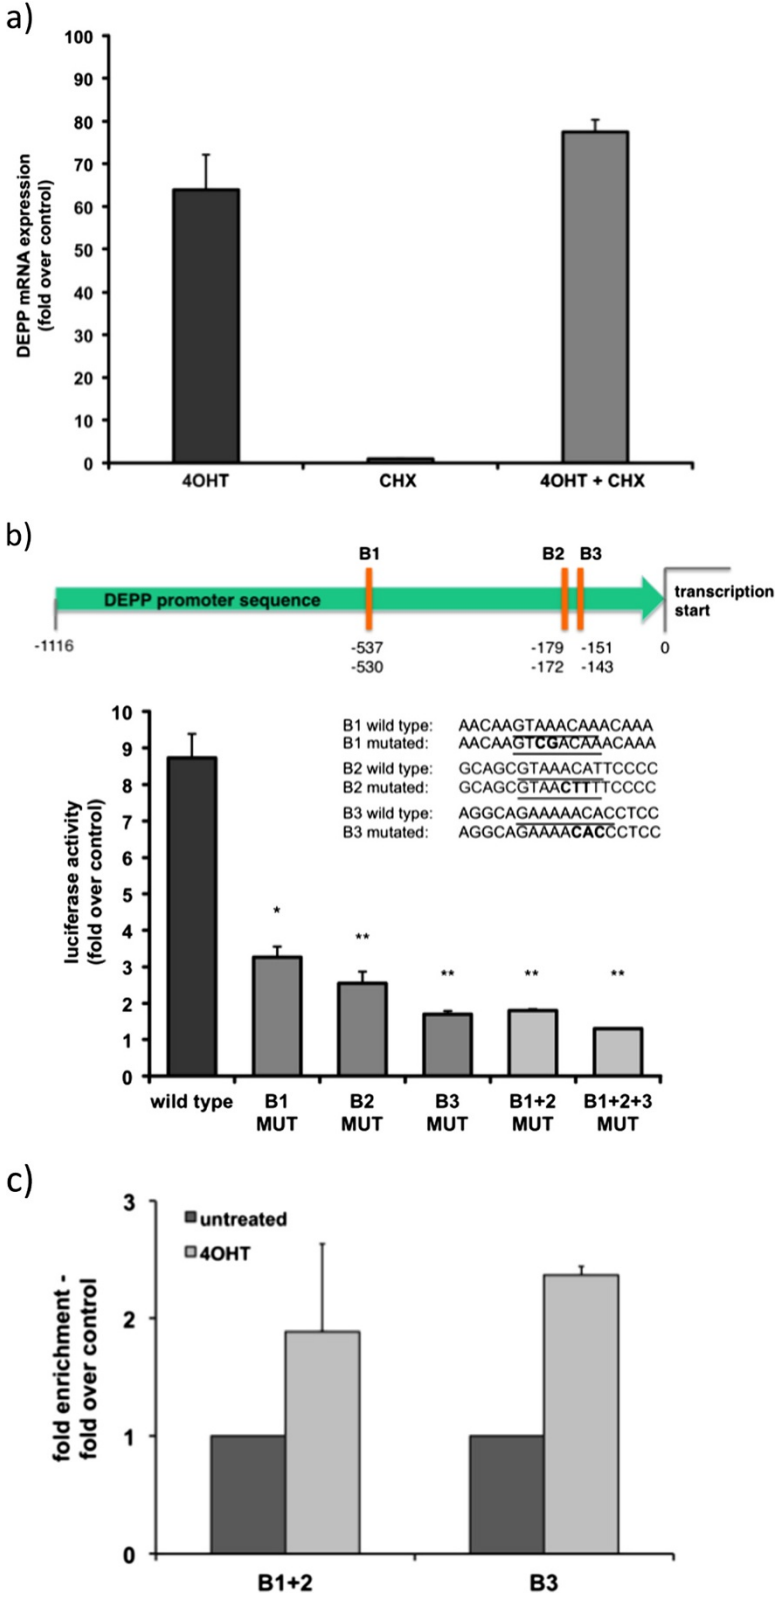 a)
100
90
80
70
60
50
40
30
20
10
0
DEPP mRNA expression
(fold over control)
4OHT CHX 4OHT + CHX
b)
B1 B2 B3
DEPP promoter sequence
transcription
start
-1116 -537 -179 -151 0
-530 -172 -143
10
9
8
7
6
5
4
3
2
1
0
luciferase activity
(fold over control)
B1 wild type: AACAAGTAAACAAACAAA
B1 mutated: AACAAGTCGACAAACAAA
B2 wild type: GCAGCGTAAACATTCCCC
B2 mutated: GCAGCGTAACTTTTCCCC
B3 wild type: AGGCAGAAAAACACCTCC
B3 mutated: AGGCAGAAAACACCCTCC
* ** ** ** **
wild type B1 B2 B3 B1+2 B1+2+3
MUT MUT MUT MUT MUT
c)
3
2
1
0
fold enrichment -
fold over control
untreated
4OHT
B1+2 B3